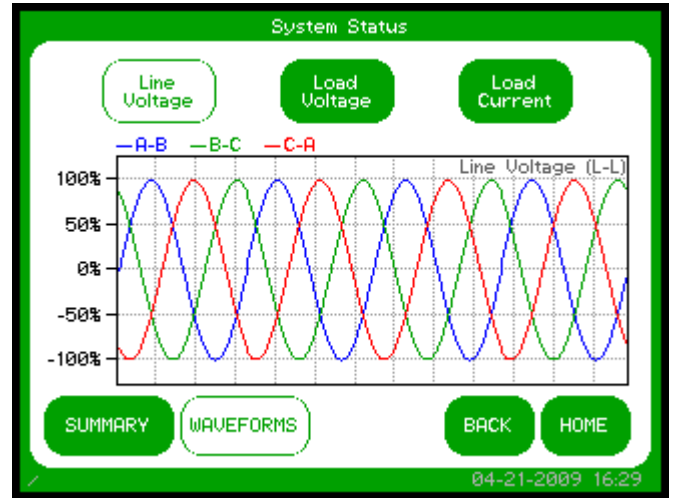 System Status
Line Voltage
Load Voltage
Load Current
A-B B-C C-A
Line Voltage (L-L)
100%
50%
0%
-50%
-100%
SUMMARY WAVEFORMS BACK HOME
04-21-2009 16:29